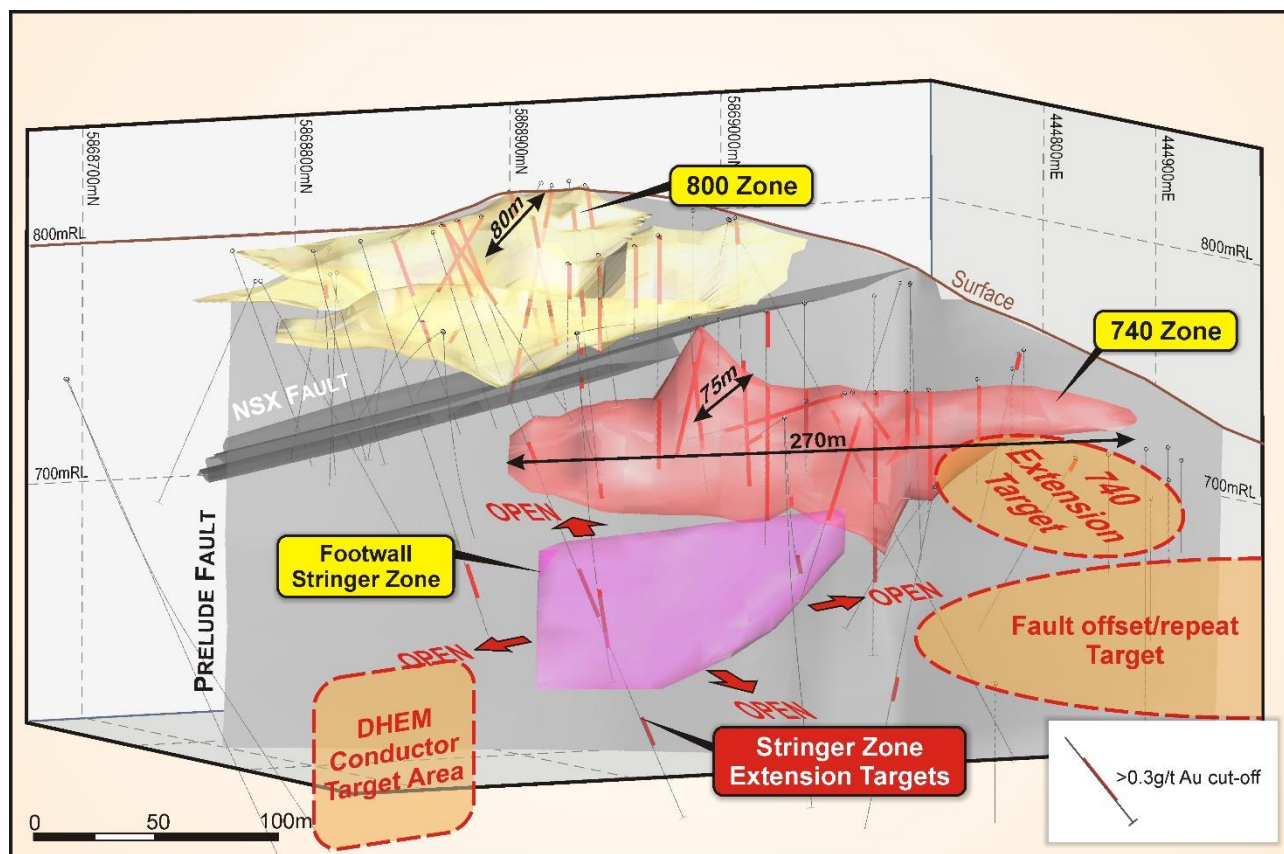 5868700mN
5868800mN
5868900mN
5869000mN
444800mE
444900mE
800 Zone
80m
800mRL
800mRL
Surface
740 Zone
NSX FAULT
75m
270m
700mRL
700mRL
740
Extension
Target
OPEN
Footwall
Stringer Zone
PRELUDE FAULT
OPEN
OPEN
OPEN
Fault offset/repeat
Target
DHEM
Conductor
Target Area
Stringer Zone
Extension Targets
>0.3g/t Au cut-off
0 50 100m